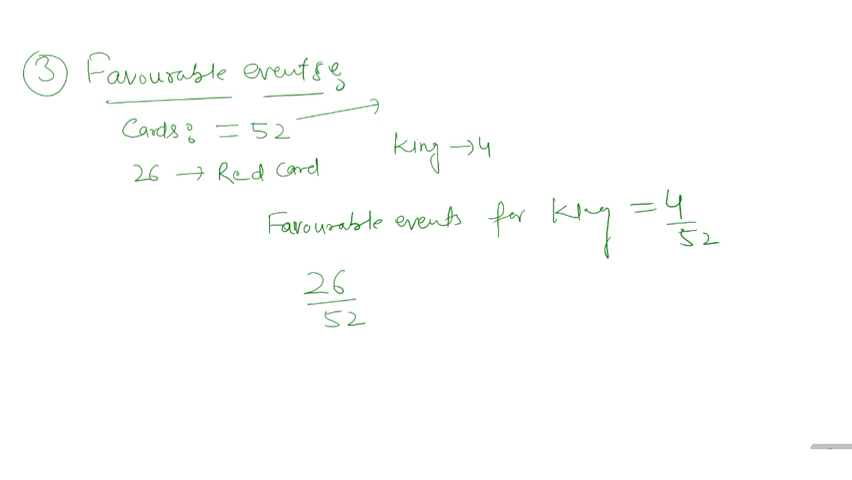 ③ Favourable events:
Cards: = 52 →
King → 4
26 → Red Card
Favourable events for King = 4/52
26/52